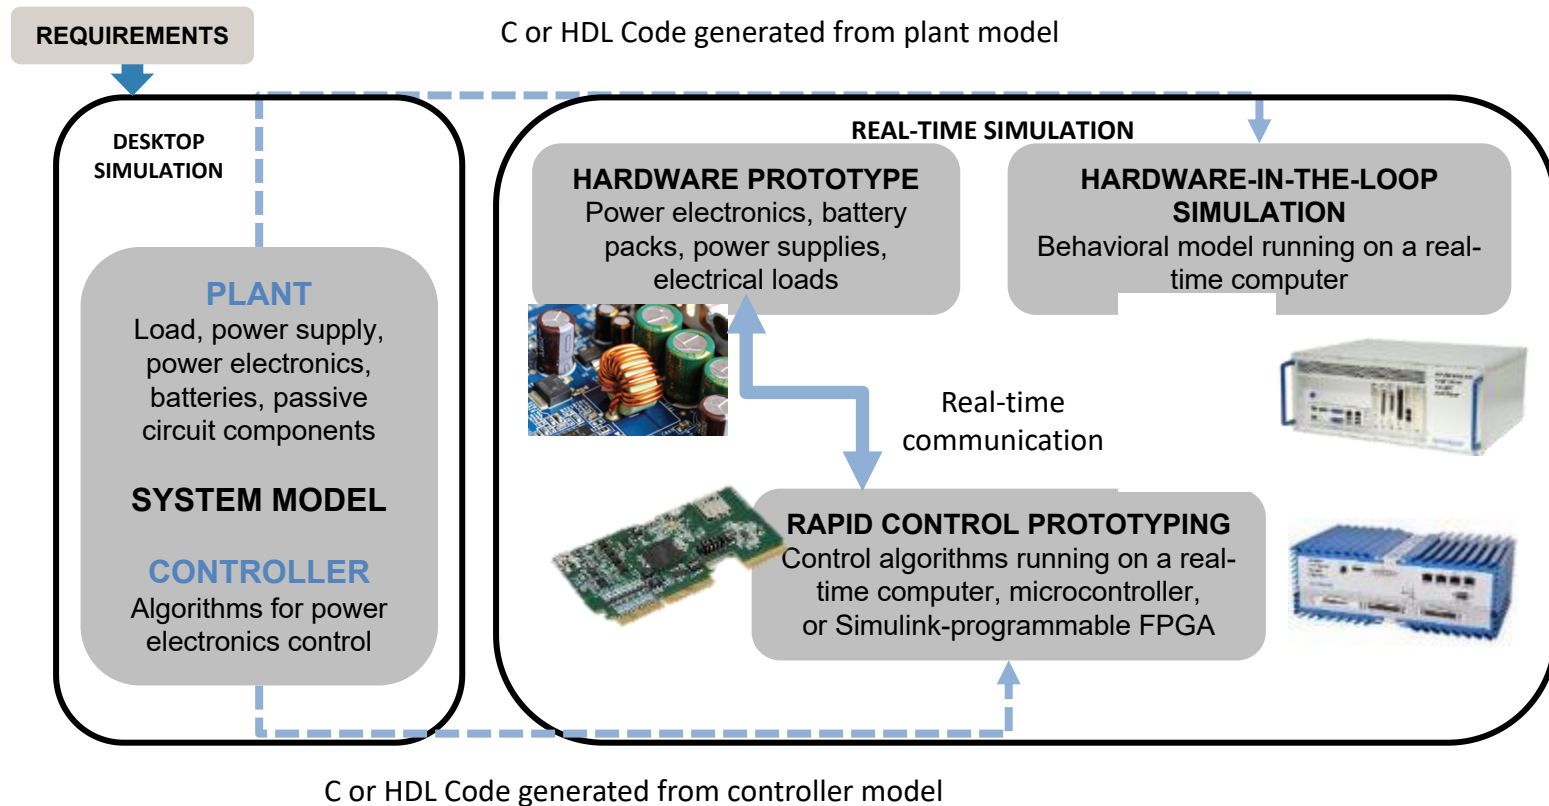 REQUIREMENTS
C or HDL Code generated from plant model
DESKTOP
SIMULATION
PLANT
Load, power supply,
power electronics,
batteries, passive
circuit components
SYSTEM MODEL
CONTROLLER
Algorithms for power
electronics control
REAL-TIME SIMULATION
HARDWARE PROTOTYPE
Power electronics, battery
packs, power supplies,
electrical loads
HARDWARE-IN-THE-LOOP
SIMULATION
Behavioral model running on a real-
time computer
Real-time
communication
RAPID CONTROL PROTOTYPING
Control algorithms running on a real-
time computer, microcontroller,
or Simulink-programmable FPGA
C or HDL Code generated from controller model